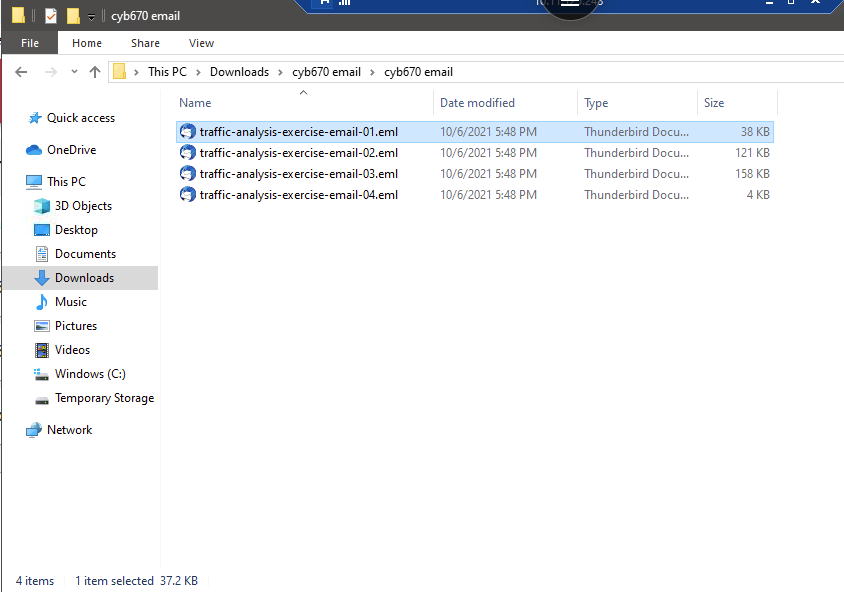 cyb670 email
File Home Share View
This PC Downloads cyb670 email cyb670 email
Name Date modified Type Size
Quick access
OneDrive
This PC
3D Objects
Desktop
Documents
Downloads
Music
Pictures
Videos
Windows (C:)
Temporary Storage
Network
traffic-analysis-exercise-email-01.eml 10/6/2021 5:48 PM Thunderbird Docu... 38 KB
traffic-analysis-exercise-email-02.eml 10/6/2021 5:48 PM Thunderbird Docu... 121 KB
traffic-analysis-exercise-email-03.eml 10/6/2021 5:48 PM Thunderbird Docu... 158 KB
traffic-analysis-exercise-email-04.eml 10/6/2021 5:48 PM Thunderbird Docu... 4 KB
4 items 1 item selected 37.2 KB